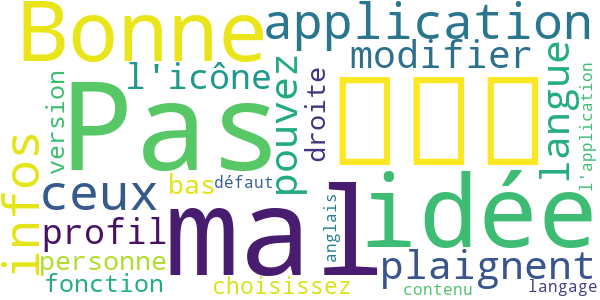 Bonne
application
modifier
l'icône
pouvez
droite
langue
l'application
version
Pas
infos
ceux
bas
défaut
mal
idée
anglais
profil
plaignent
personne
fonction
choisissez
contenu
langage